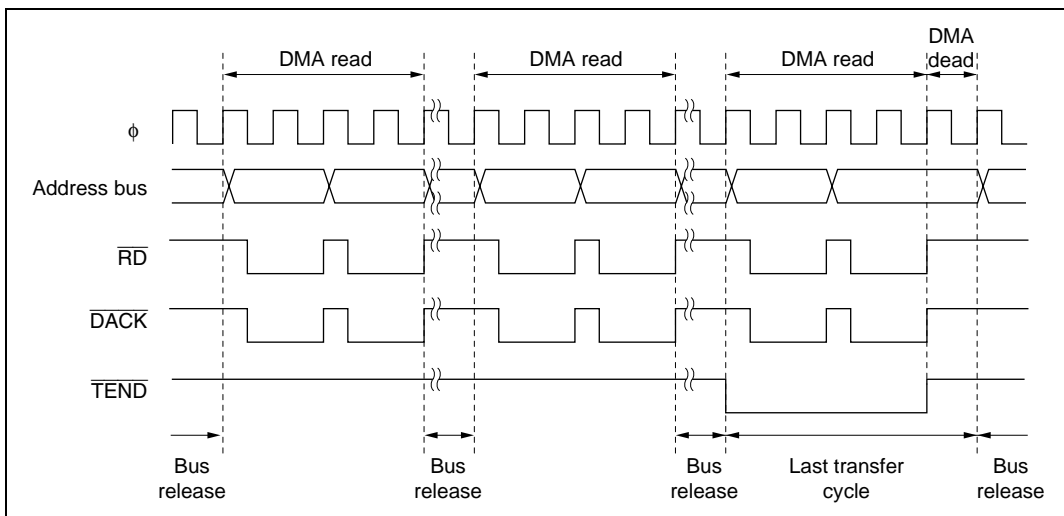 DMA read
DMA read
DMA read
DMA
dead
ϕ
Address bus
RD
DACK
TEND
Bus
release
Bus
release
Bus
release
Last transfer
cycle
Bus
release